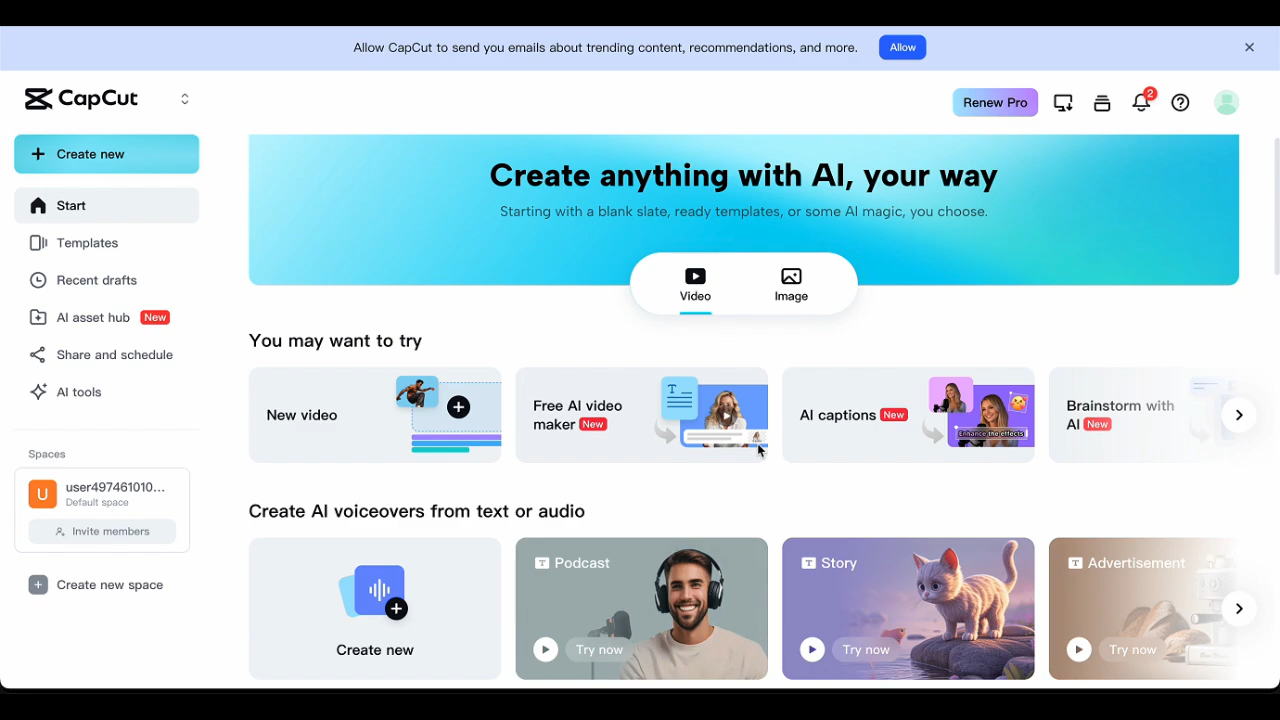 Allow CapCut to send you emails about trending content, recommendations, and more.
Allow
CapCut
Renew Pro
2
Create new
Start
Templates
Recent drafts
AI asset hub New
Share and schedule
AI tools
Spaces
U
user497461010...
Default space
Invite members
Create new space
Create anything with AI, your way
Starting with a blank slate, ready templates, or some AI magic, you choose.
Video
Image
You may want to try
New video
Free AI video
maker New
T
AI captions New
Enhance the effects
Brainstorm with
AI New
Create AI voiceovers from text or audio
Create new
T Podcast
Try now
T Story
Try now
T Advertisement
Try now